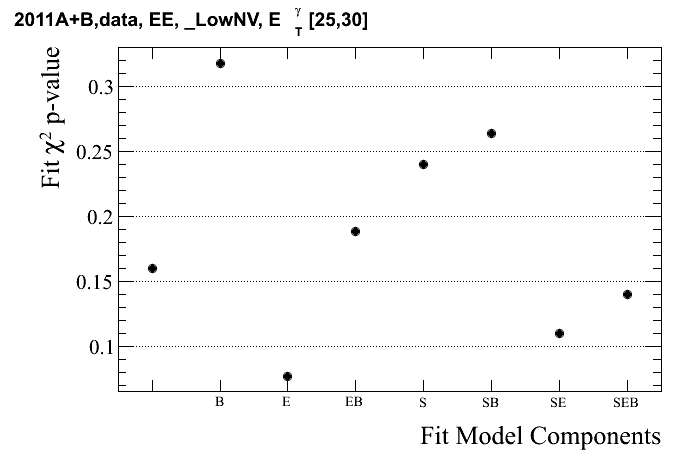 2011A+B,data, EE, _LowNV, E γ T [25,30]
Fit χ² p-value
0.3
0.25
0.2
0.15
0.1
B E EB S SB SE SEB
Fit Model Components